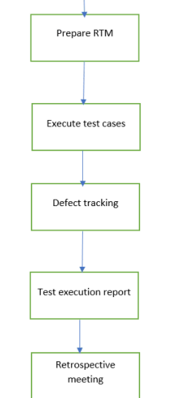 Prepare RTM
Execute test cases
Defect tracking
Test execution report
Retrospective
meeting